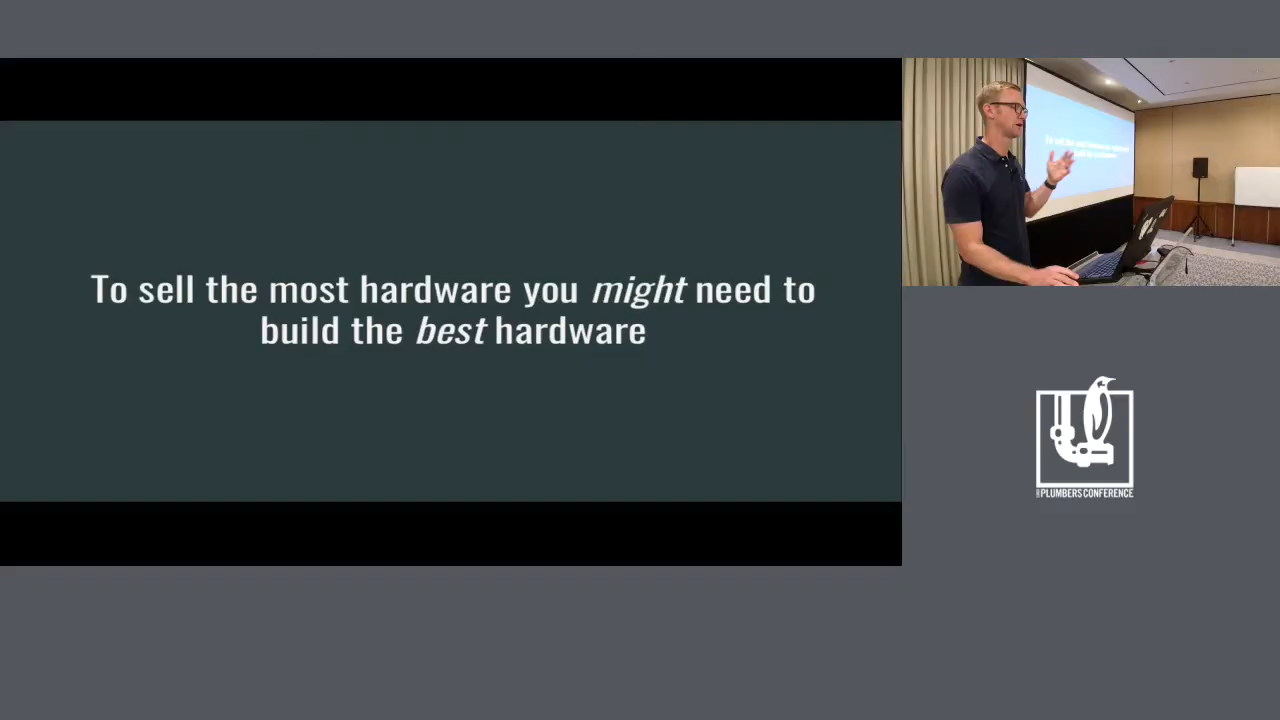 To sell the most hardware you might need to
build the best hardware
PLUMBERS CONFERENCE